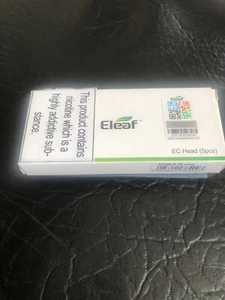 This product contains
nicotine which is a
highly addictive sub-
stance.
Eleaf
EC Head (5pcs)